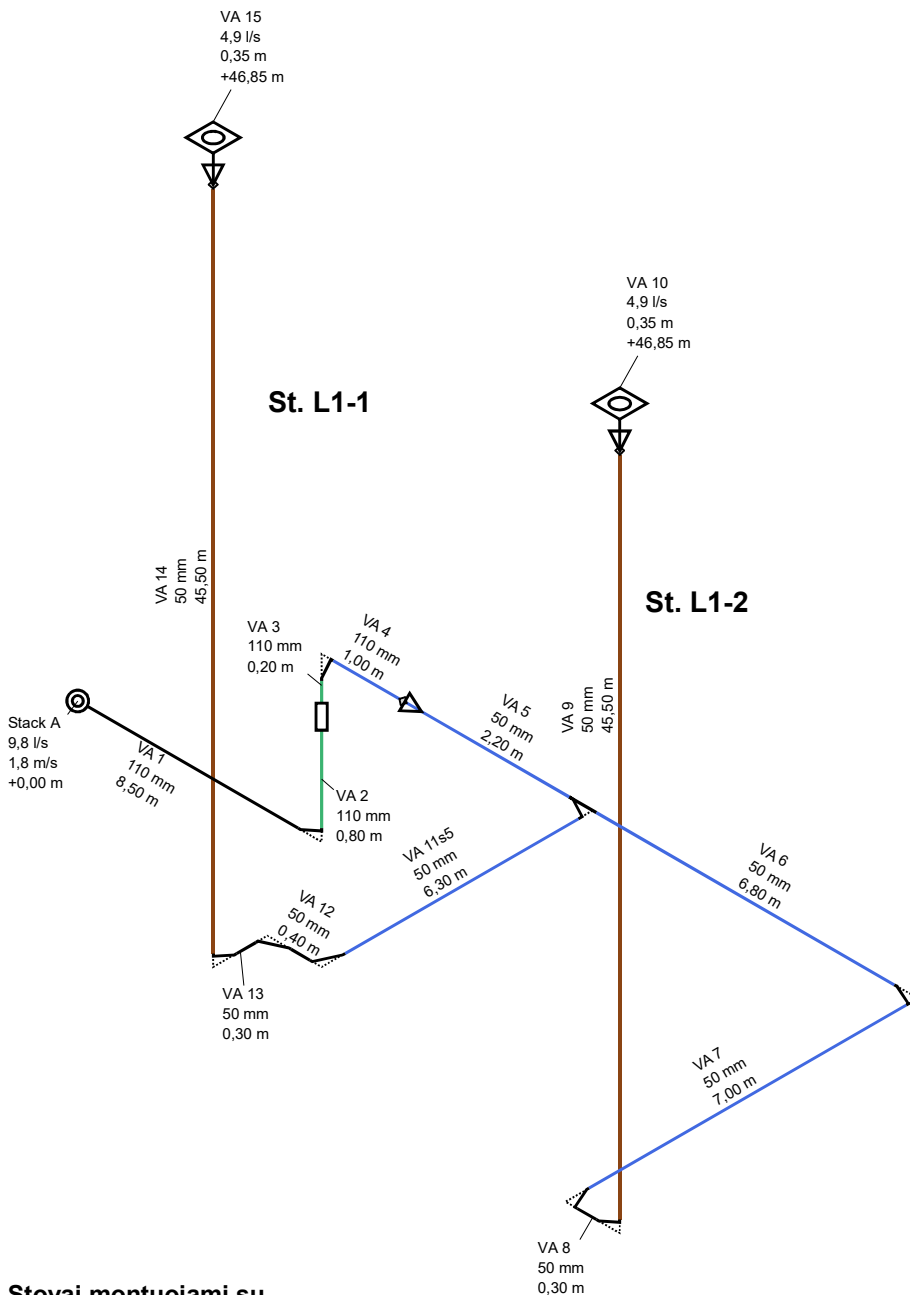 VA 15
4,9 l/s
0,35 m
+46,85 m
VA 10
4,9 l/s
0,35 m
+46,85 m
St. L1-1
VA 14
50 mm
45,50 m
St. L1-2
VA 9
50 mm
45,50 m
VA 3
110 mm
0,20 m
VA 4
110 mm
1,00 m
VA 5
50 mm
2,20 m
Stack A
9,8 l/s
1,8 m/s
+0,00 m
VA 1
110 mm
8,50 m
VA 2
110 mm
0,80 m
VA 11s5
50 mm
6,30 m
VA 6
50 mm
6,80 m
VA 12
50 mm
0,40 m
VA 13
50 mm
0,30 m
VA 7
50 mm
7,00 m
VA 8
50 mm
0,30 m
Stovai montuojami su